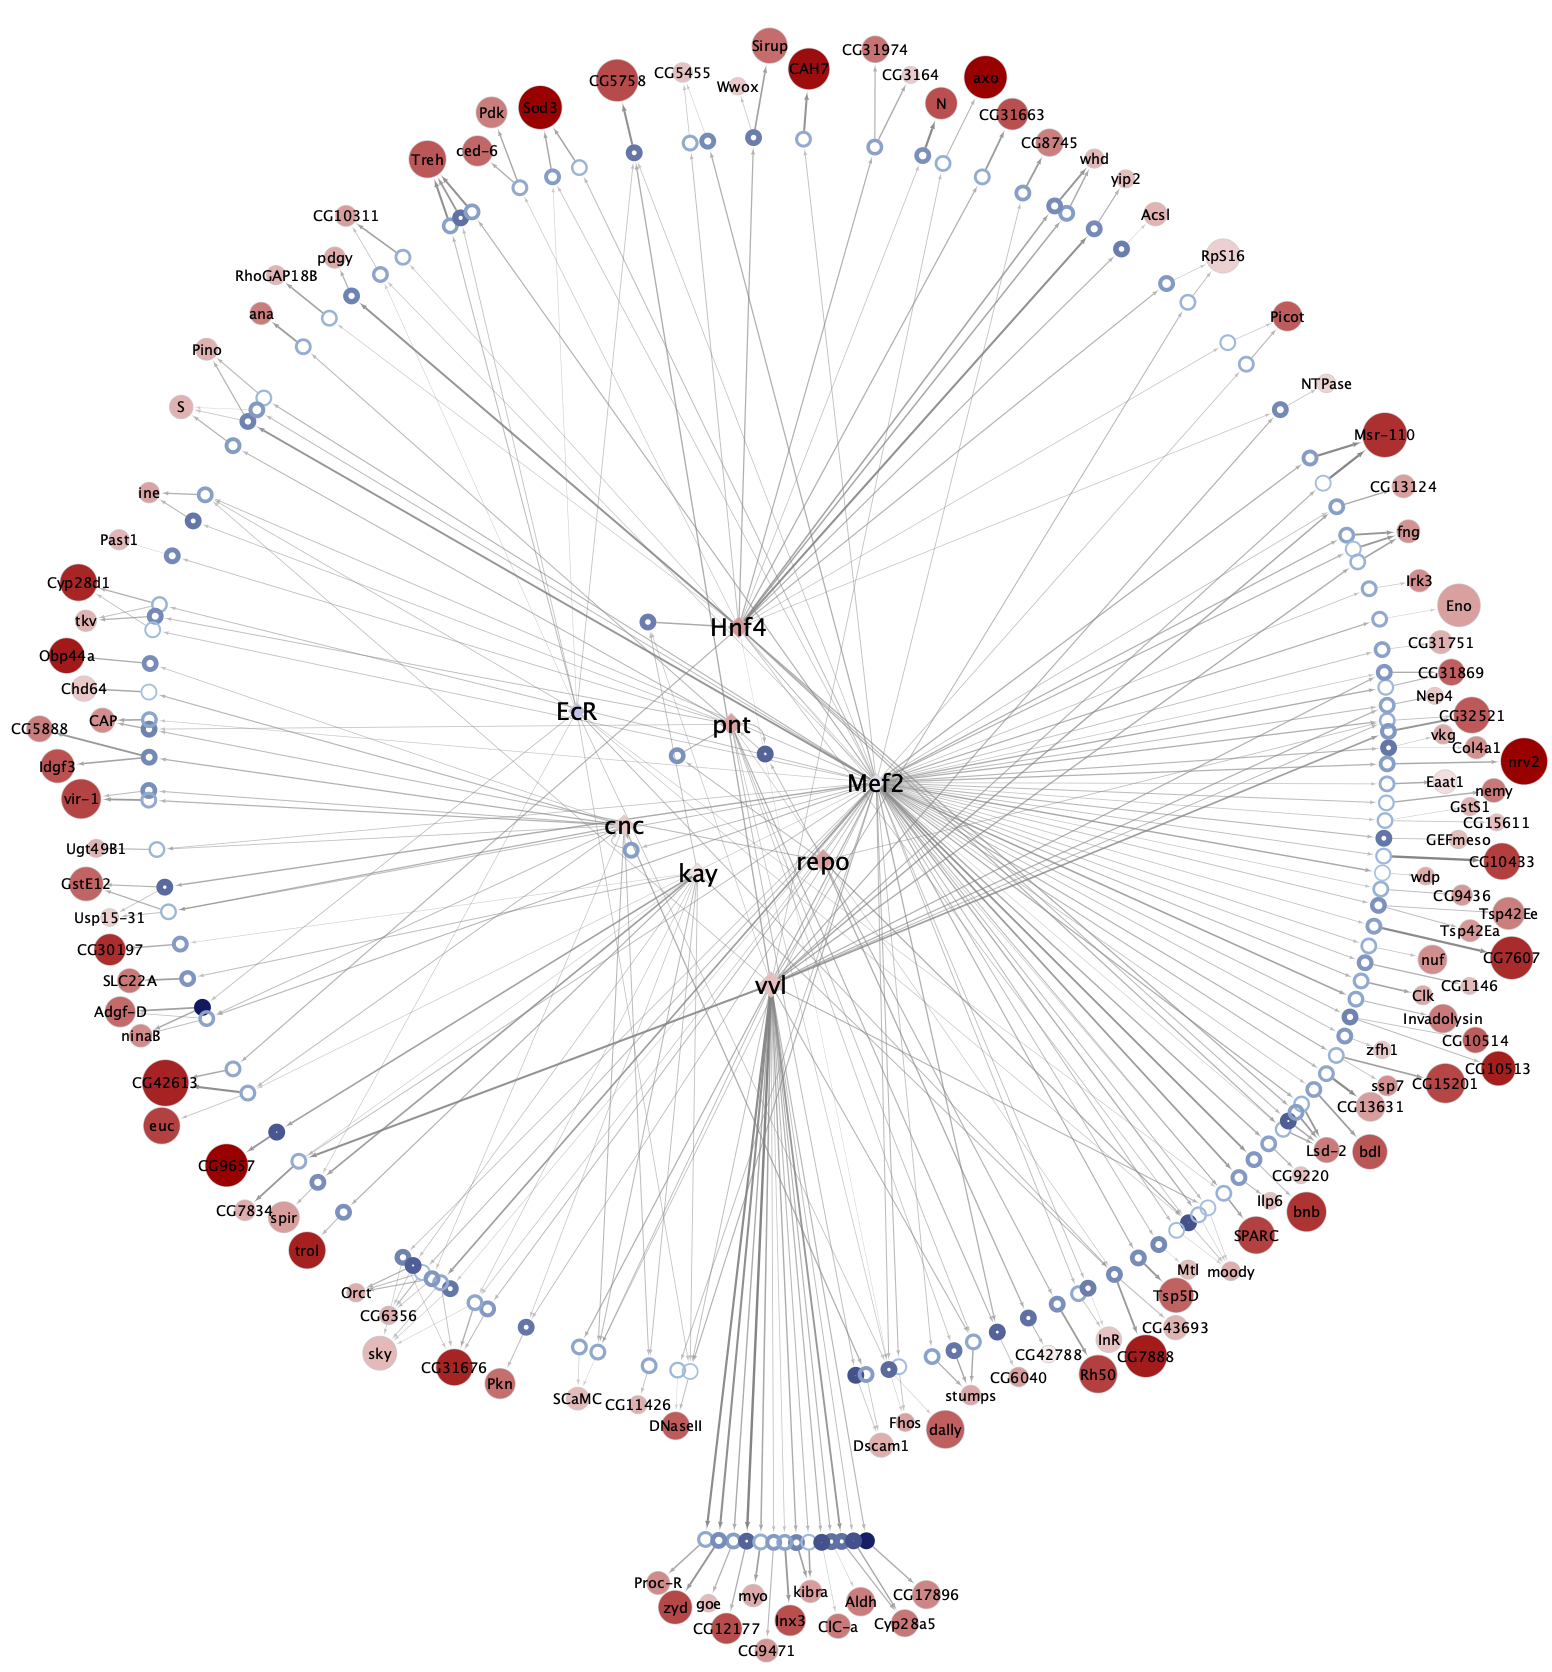 Sirup
CG31974
CG5455
CAH7
CG3164
Wwox
CG5758
axo
N
Sod3
Pdk
CG31663
CG8745
ced-6
Treh
whd
yip2
Acsl
CG10311
RpS16
pdgy
RhoGAP18B
ana
Picot
Pino
NTPase
S
Msr-110
CG13124
ine
fng
Past1
Cyp28d1
Irk3
Eno
tkv
Hnf4
CG31751
Obp44a
CG31869
Chd64
Nep4
EcR
CG32521
CAP
pnt
CG5888
vkg
Col4a1
Idgf3
nrv2
Mef2
Eaat1
vir-1
nemy
GstS1
cnc
CG15611
GEFmeso
Ugt49B1
repo
CG10433
kay
wdp
GstE12
CG9436
Tsp42Ee
Usp15-31
Tsp42Ea
CG30197
nuf
CG7607
SLC22A
vvl
CG1146
Clk
Adgf-D
Invadolysin
ninaB
CG10514
zfh1
CG10513
CG42613
CG15201
ssp7
CG13631
euc
Lsd-2
bdl
CG9657
CG9220
Ilp6
CG7834
spir
bnb
SPARC
trol
Mtl
moody
Orct
Tsp5D
CG6356
CG43693
InR
sky
CG42788
CG7888
CG31676
Rh50
CG6040
Pkn
SCaMC
stumps
CG11426
DNaseII
Fhos
dally
Dscam1
Proc-R
kibra
CG17896
myo
Aldh
goe
zyd
Inx3
Cyp28a5
CG12177
ClC-a
CG9471